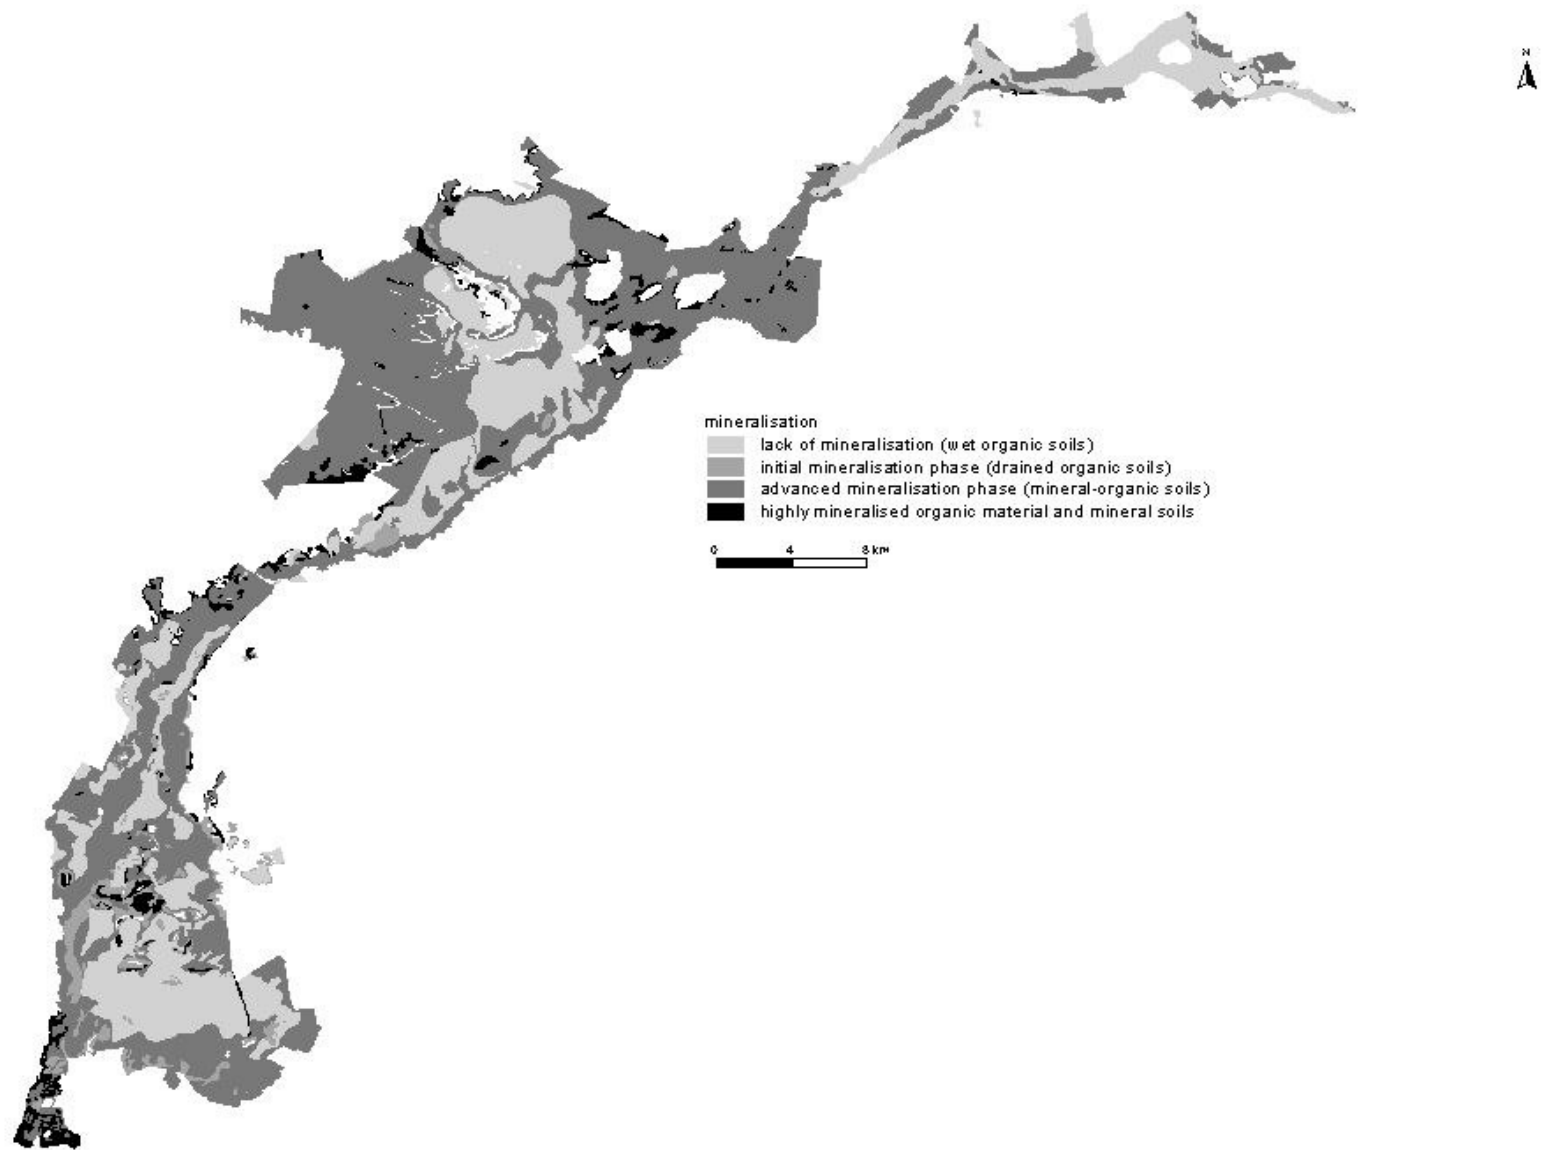 N
mineralisation
lack of mineralisation (wet organic soils)
initial mineralisation phase (drained organic soils)
advanced mineralisation phase (mineral-organic soils)
highly mineralised organic material and mineral soils
0 4 8 km